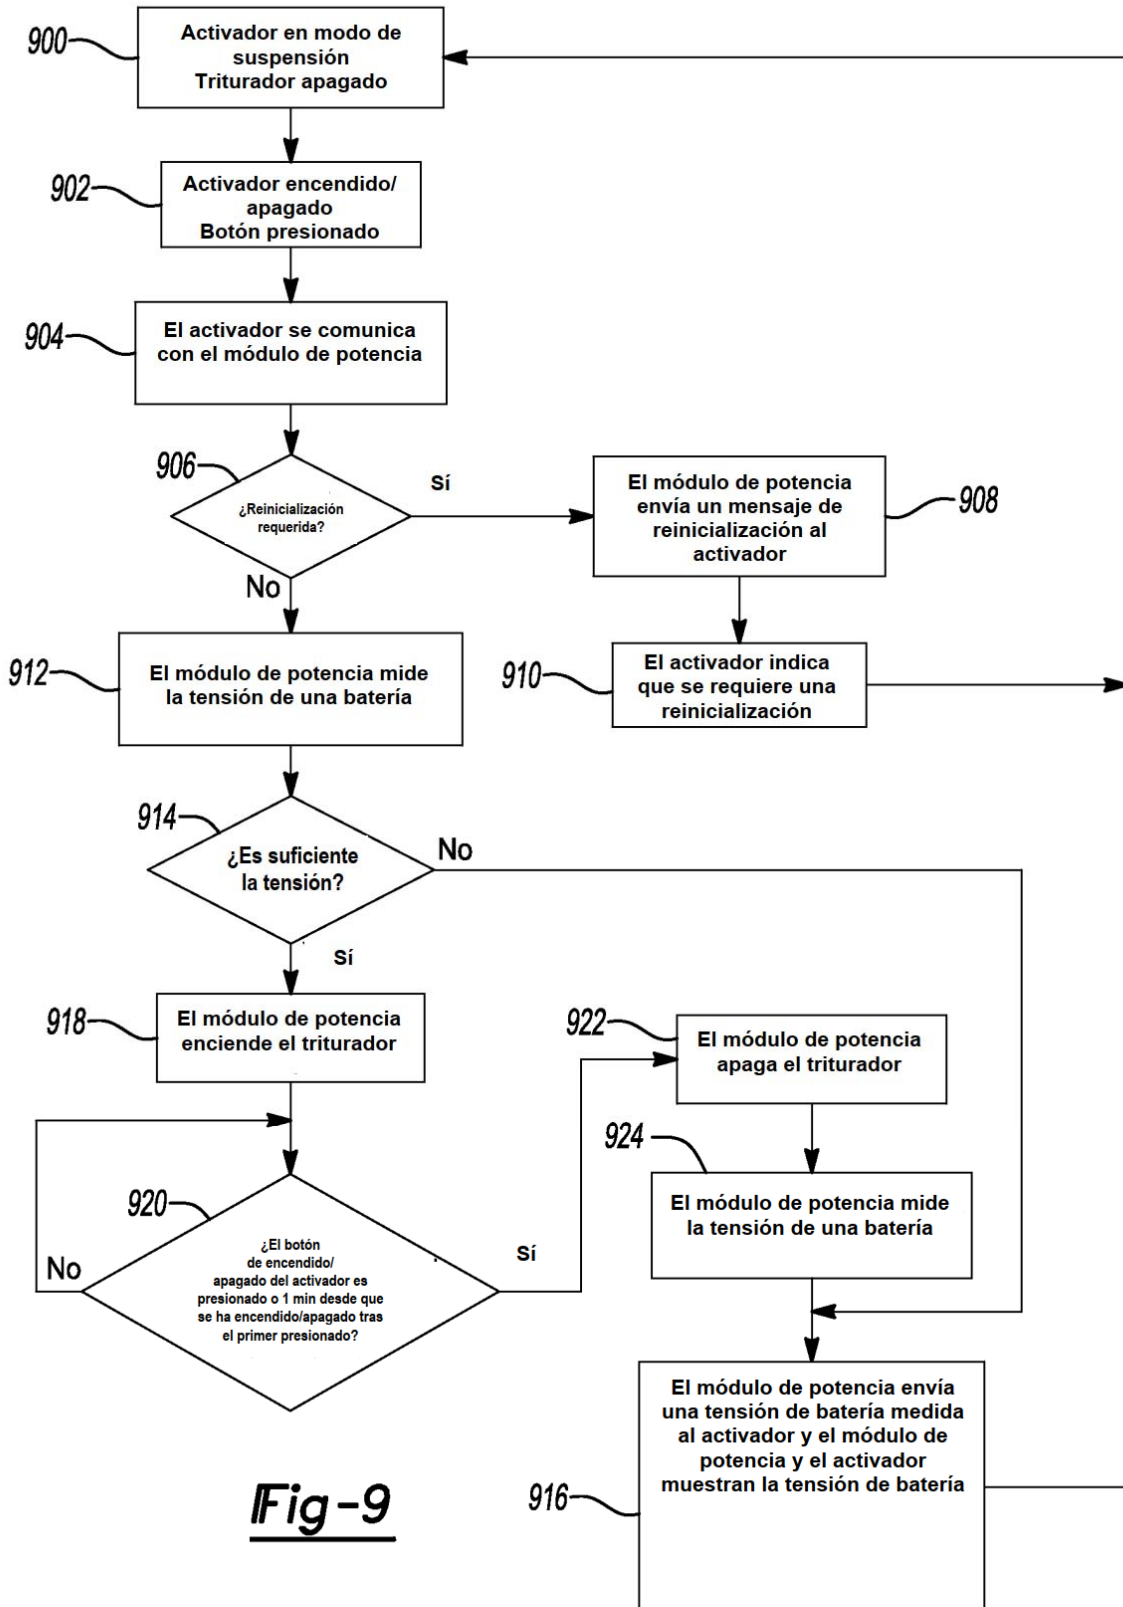 900
Activador en modo de
suspensión
Triturador apagado
902
Activador encendido/
apagado
Botón presionado
904
El activador se comunica
con el módulo de potencia
906
¿Reinicialización
requerida?
Sí
No
El módulo de potencia
envía un mensaje de
reinicialización al
activador
908
910
El activador indica
que se requiere una
reinicialización
912
El módulo de potencia mide
la tensión de una batería
914
¿Es suficiente
la tensión?
No
Sí
918
El módulo de potencia
enciende el triturador
922
El módulo de potencia
apaga el triturador
924
El módulo de potencia mide
la tensión de una batería
920
¿El botón
de encendido/
apagado del activador es
presionado o 1 min desde que
se ha encendido/apagado tras
el primer presionado?
No
Sí
El módulo de potencia envía
una tensión de batería medida
al activador y el módulo de
potencia y el activador
muestran la tensión de batería
916
Fig-9